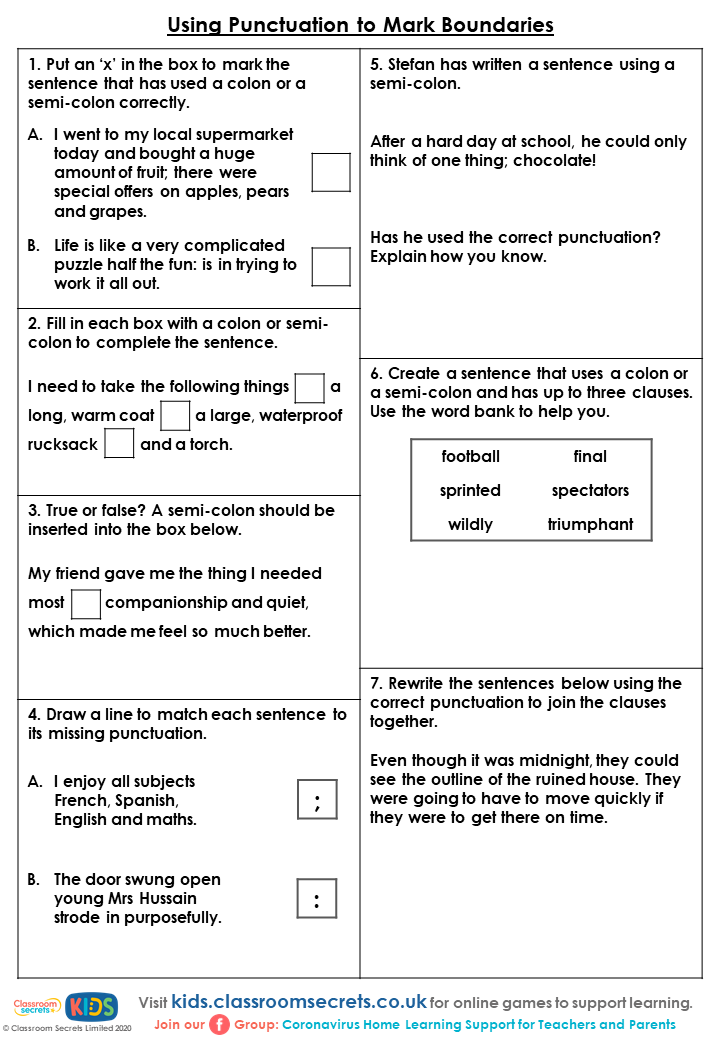 Using Punctuation to Mark Boundaries
1. Put an ‘x’ in the box to mark the
sentence that has used a colon or a
semi-colon correctly.
A. I went to my local supermarket
today and bought a huge
amount of fruit; there were
special offers on apples, pears
and grapes.
B. Life is like a very complicated
puzzle half the fun: is in trying to
work it all out.
2. Fill in each box with a colon or semi-
colon to complete the sentence.
I need to take the following things a
long, warm coat a large, waterproof
rucksack and a torch.
3. True or false? A semi-colon should be
inserted into the box below.
My friend gave me the thing I needed
most companionship and quiet,
which made me feel so much better.
4. Draw a line to match each sentence to
its missing punctuation.
A. I enjoy all subjects
French, Spanish,
English and maths.
;
B. The door swung open
young Mrs Hussain
strode in purposefully.
:
5. Stefan has written a sentence using a
semi-colon.
After a hard day at school, he could only
think of one thing; chocolate!
Has he used the correct punctuation?
Explain how you know.
6. Create a sentence that uses a colon or
a semi-colon and has up to three clauses.
Use the word bank to help you.
football final
sprinted spectators
wildly triumphant
7. Rewrite the sentences below using the
correct punctuation to join the clauses
together.
Even though it was midnight, they could
see the outline of the ruined house. They
were going to have to move quickly if
they were to get there on time.
Classroom
secrets
KIDS
© Classroom Secrets Limited 2020
Visit kids.classroomsecrets.co.uk for online games to support learning.
Join our f Group: Coronavirus Home Learning Support for Teachers and Parents